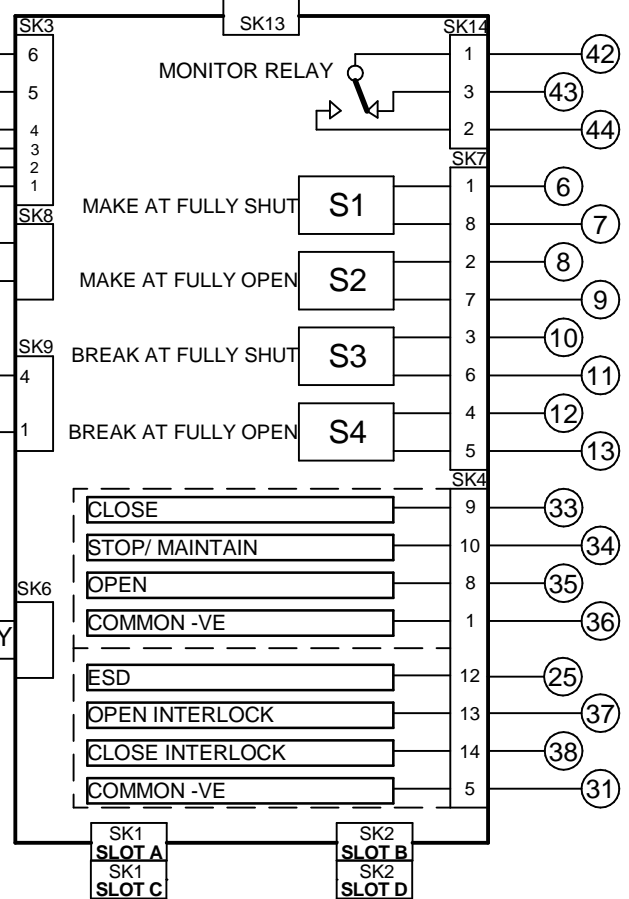 SK3
SK13
SK14
6
MONITOR RELAY
1
42
5
3
43
4
2
44
3
2
1
SK7
MAKE AT FULLY SHUT
S1
1
6
8
7
SK8
MAKE AT FULLY OPEN
S2
2
8
7
9
SK9
BREAK AT FULLY SHUT
S3
3
10
4
6
11
1
BREAK AT FULLY OPEN
S4
4
12
5
13
SK4
CLOSE
9
33
STOP/ MAINTAIN
10
34
SK6
OPEN
8
35
COMMON -VE
1
36
Y
ESD
12
25
OPEN INTERLOCK
13
37
CLOSE INTERLOCK
14
38
COMMON -VE
5
31
SK1
SLOT A
SK1
SLOT C
SK2
SLOT B
SK2
SLOT D